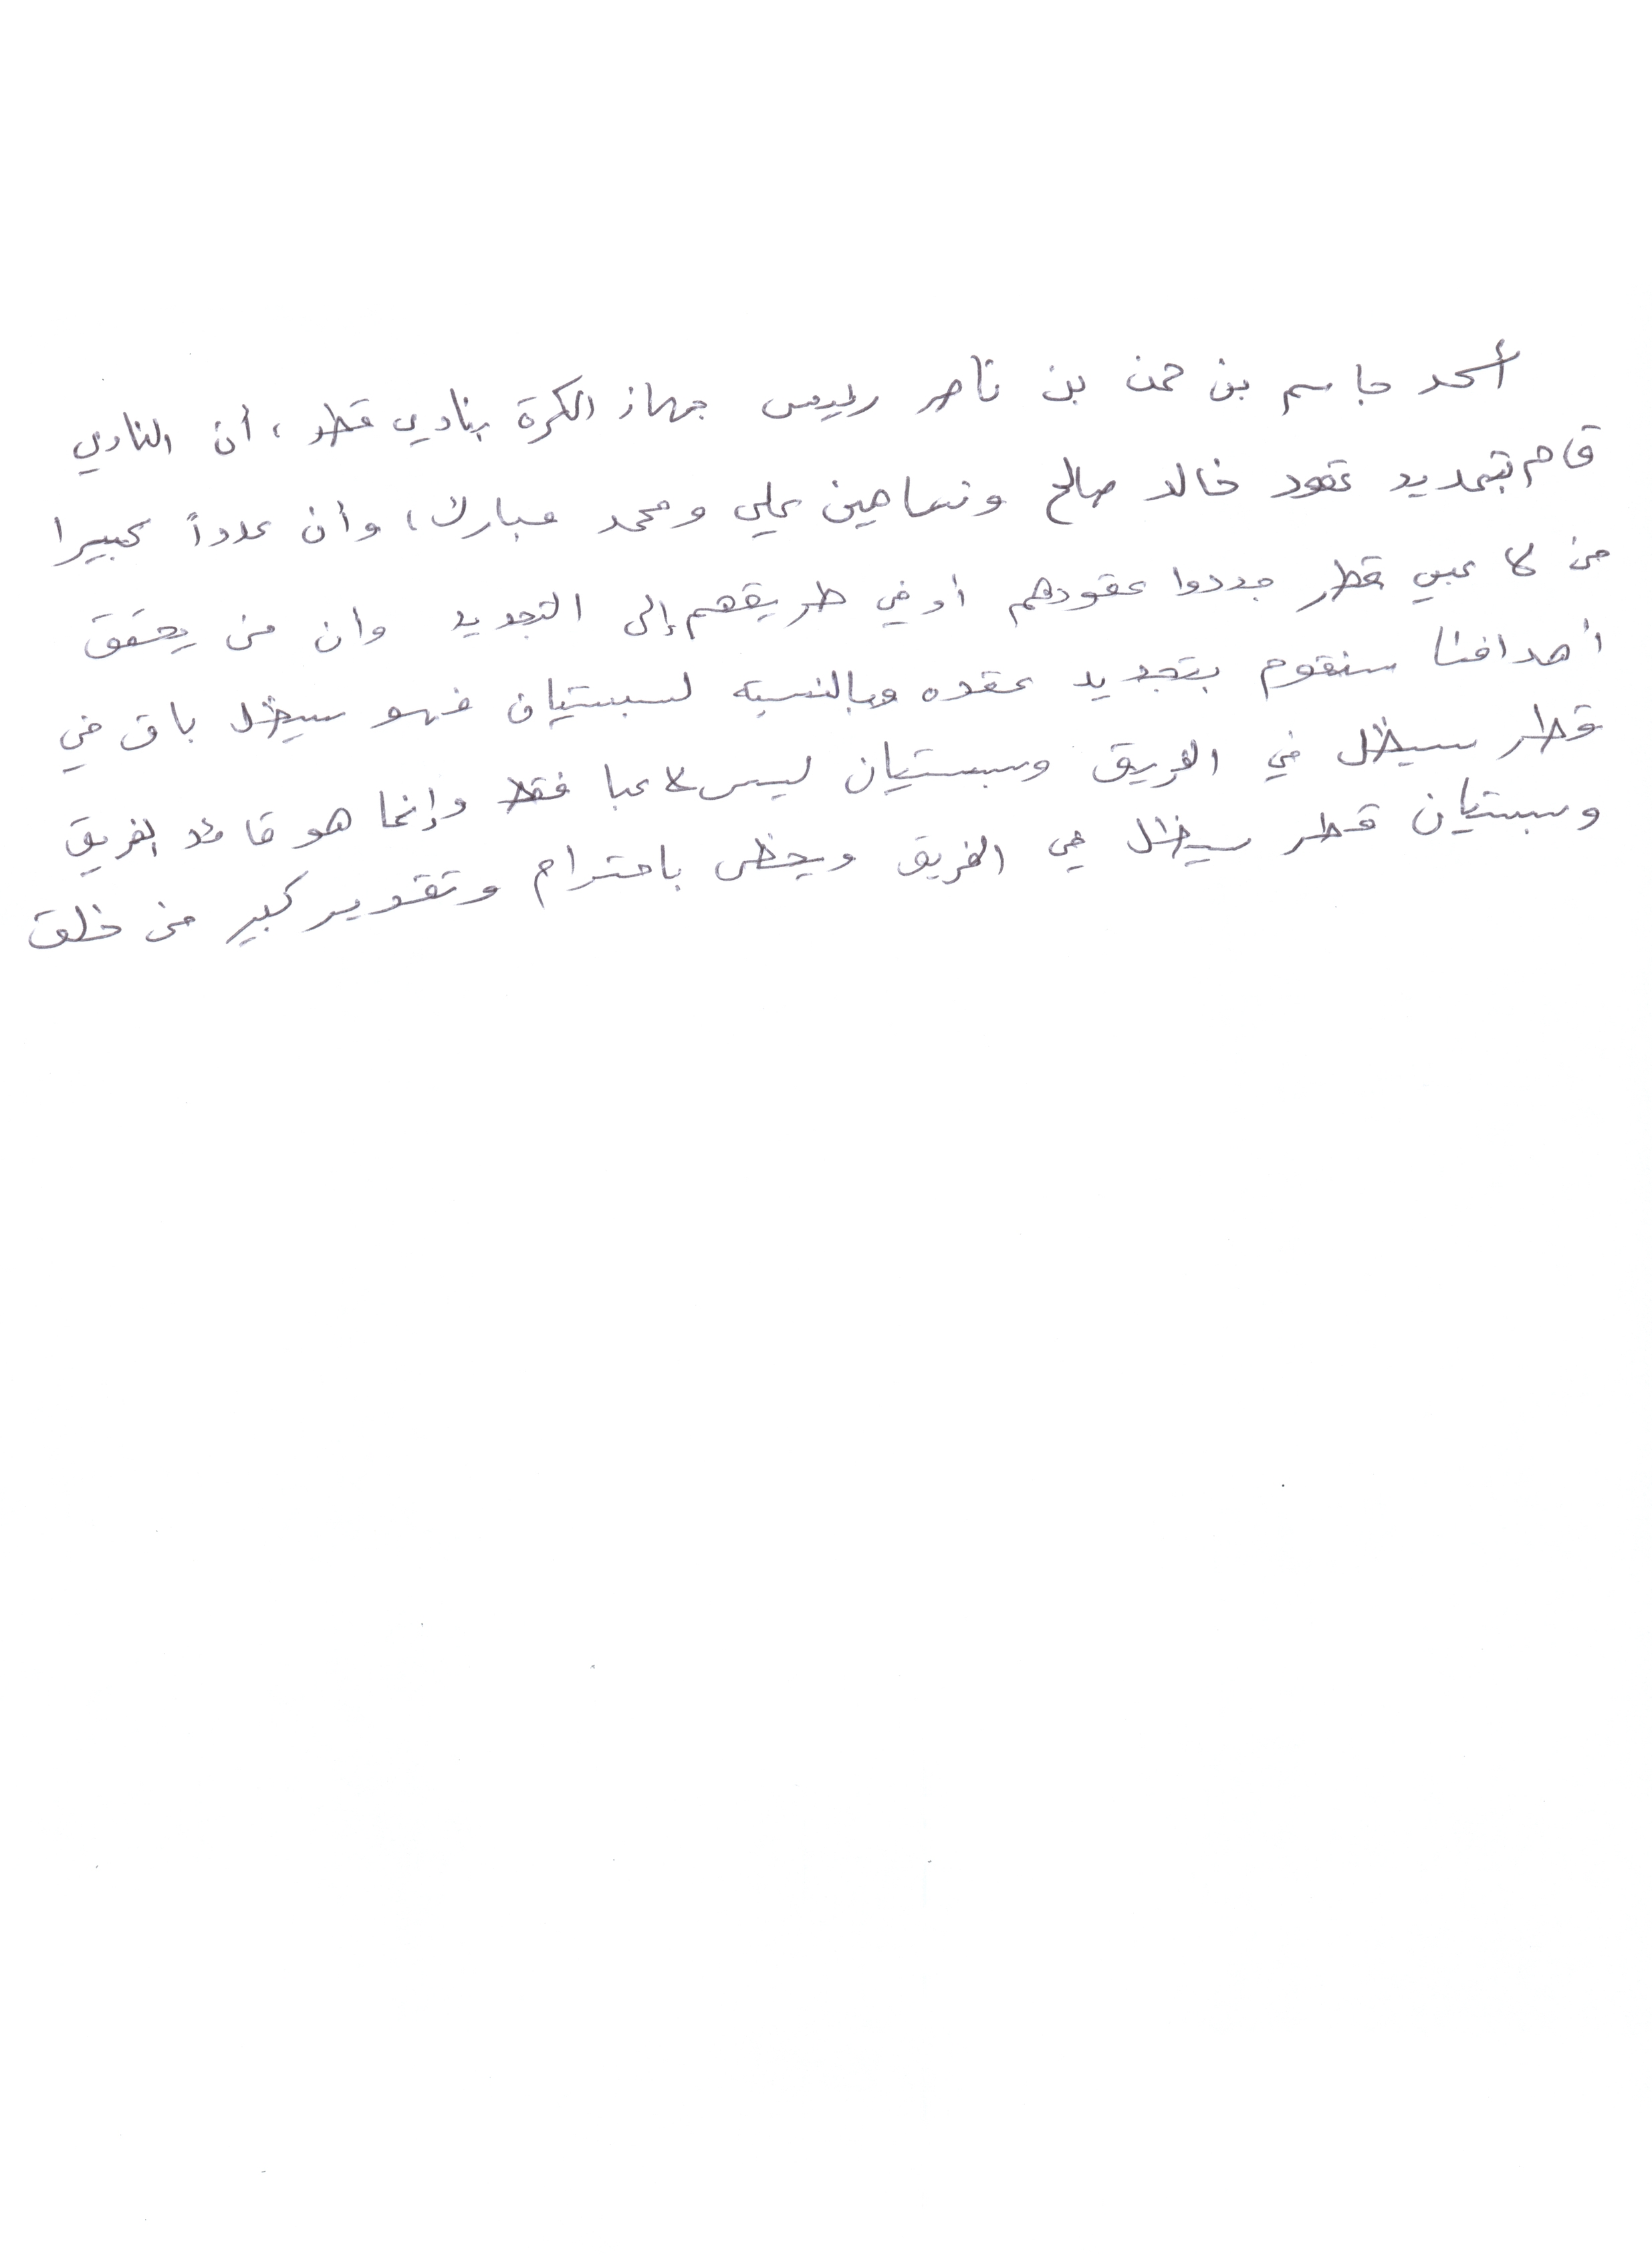 أكد جاسم بن حمد بن ناصر رئيس جهاز الكرة بنادي قطر، أن النادي
قام بتمديد عقود خالد صالح وشاهين علي ومحمد مبارك، وأن عدداً كبيرا
من لاعبي قطر جددوا عقودهم أو في طريقهم إلى التجديد وأن من يحقق
أهدافنا سنقوم بتجديد عقده وبالنسبة لسبستيان فهو سيظل باق في
قطر سيظل في الفريق وسبستيان ليس لاعبا فقط وإنما هو قائد الفريق
وسبستيان قطر سيظل في الفريق ويحظى باحترام وتقدير كبير من خلق